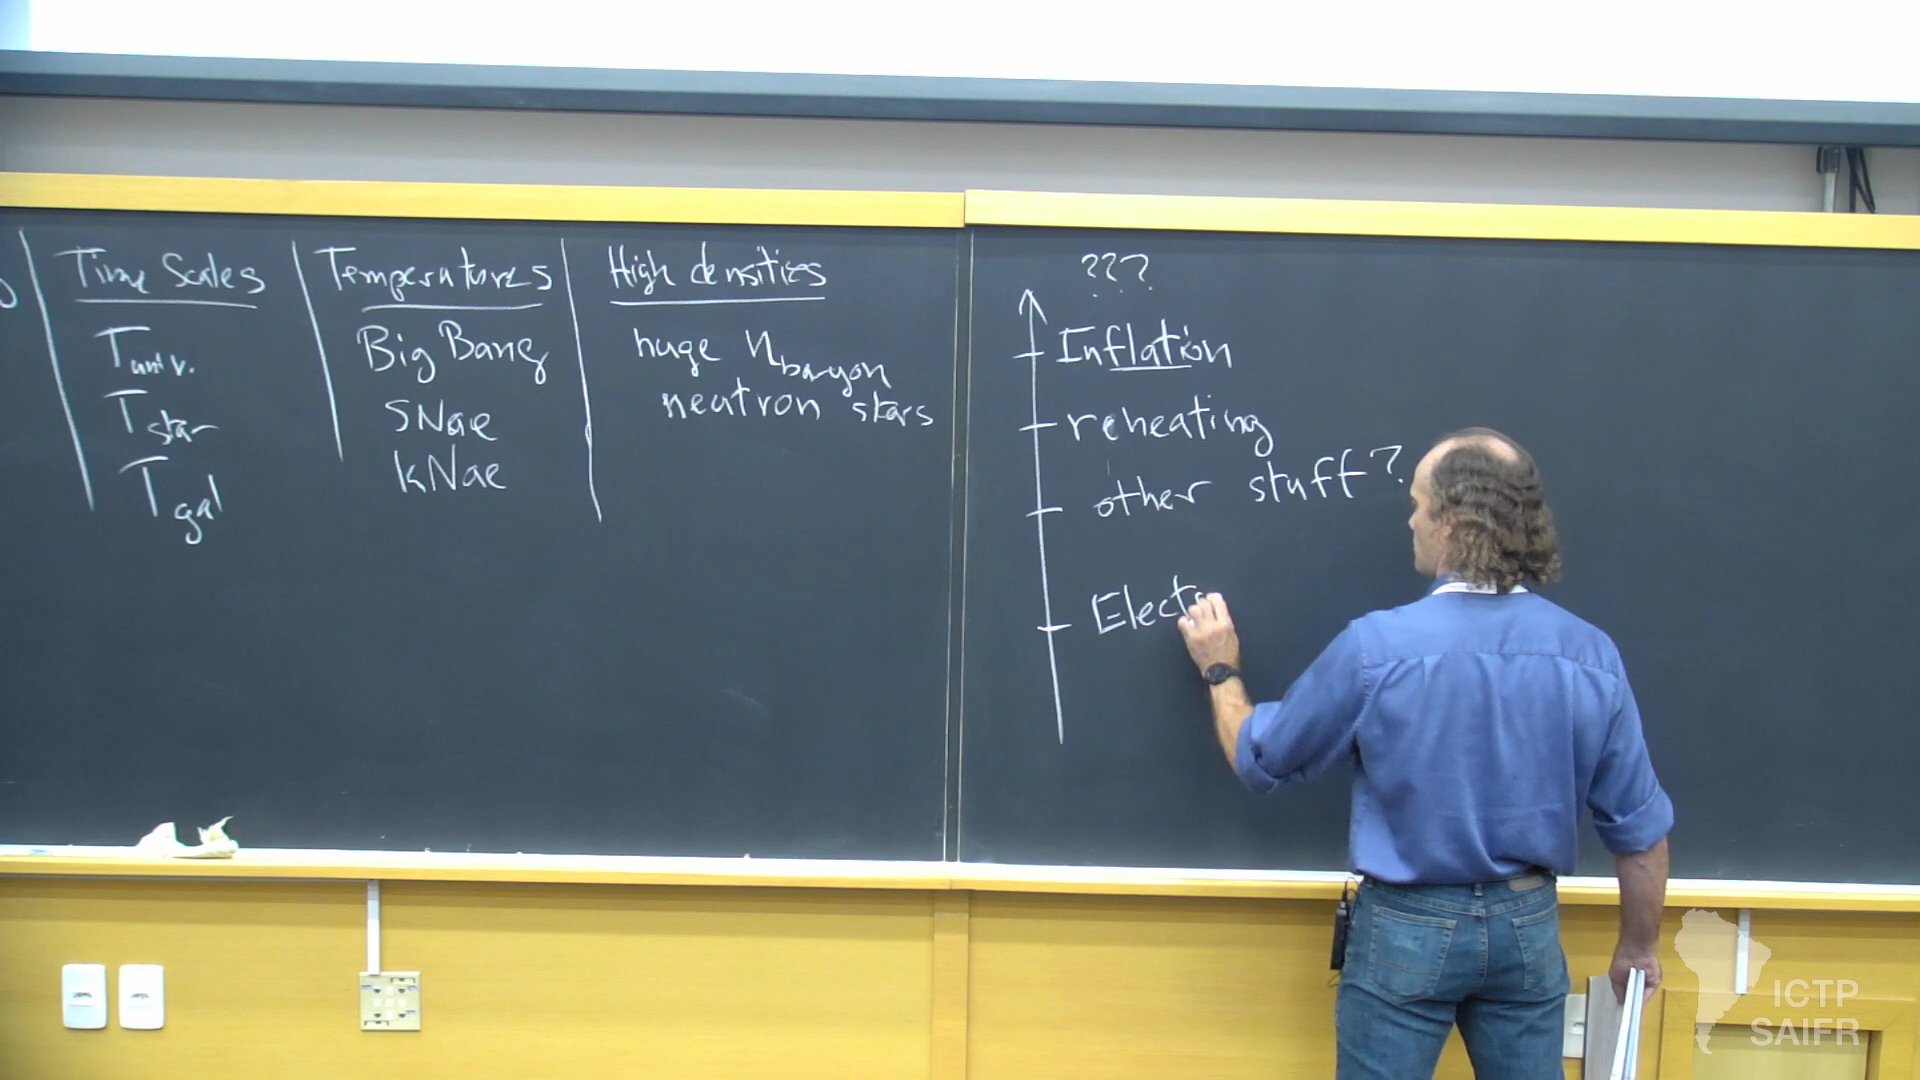 Time Scales
T univ.
T star
T gal
Temperatures
Big Bang
SNae
kNae
High densities
huge n baryon
neutron stars
???
Inflation
reheating
other stuff?
Elect
ICTP
SAIFR